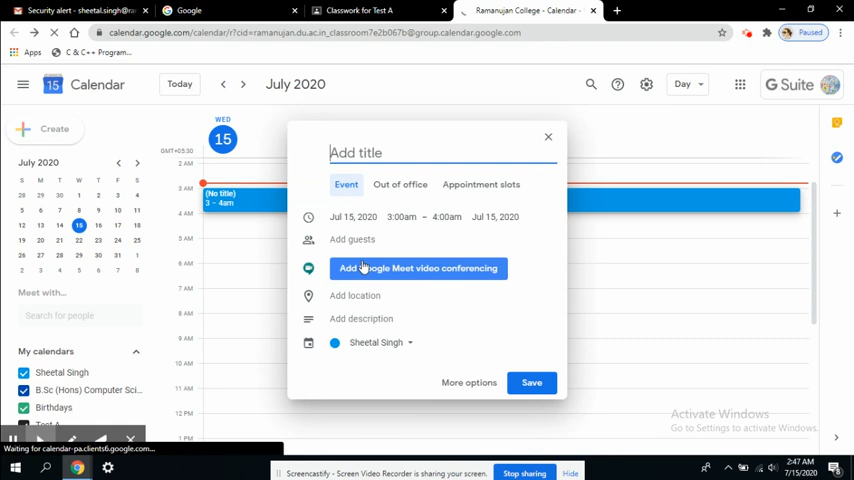 Security alert - sheetal.singh@ra
Google
Classwork for Test A
Ramanujan College - Calendar -
calendar.google.com/calendar/r?cid=ramanujan.du.ac.in_classroom7e2b067b@group.calendar.google.com
Paused
Apps
C & C++ Program...
15
Calendar
Today
July 2020
Day
G Suite
Create
WED
15
GMT+05:30
July 2020
S M T W T F S
28 29 30 1 2 3 4
5 6 7 8 9 10 11
12 13 14 15 16 17 18
19 20 21 22 23 24 25
26 27 28 29 30 31 1
2 3 4 5 6 7 8
Meet with...
Search for people
My calendars
Sheetal Singh
B.Sc (Hons) Computer Sci...
Birthdays
2 AM
3 AM
4 AM
5 AM
6 AM
7 AM
8 AM
9 AM
10 AM
11 AM
12 PM
1 PM
(No title)
3 – 4am
Add title
Event
Out of office
Appointment slots
Jul 15, 2020 3:00am – 4:00am Jul 15, 2020
Add guests
Add Google Meet video conferencing
Add location
Add description
Sheetal Singh
More options
Save
Activate Windows
Go to Settings to activate Windows.
Waiting for calendar-pa.clients6.google.com...
Screencastify - Screen Video Recorder is sharing your screen.
Stop sharing
Hide
2:47 AM
7/15/2020